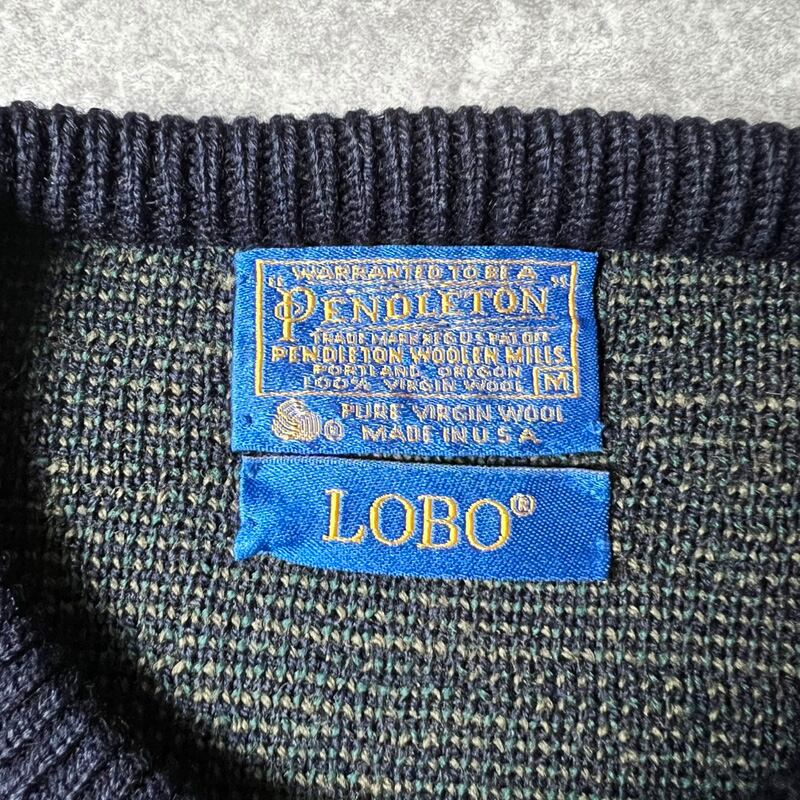 WARRANTED TO BE A
"PENDLETON"
TRADE MARK REG U S PAT OFF
PENDLETON WOOLEN MILLS
PORTLAND, OREGON
100% VIRGIN WOOL M
® PURE VIRGIN WOOL
MADE IN U S A
LOBO®